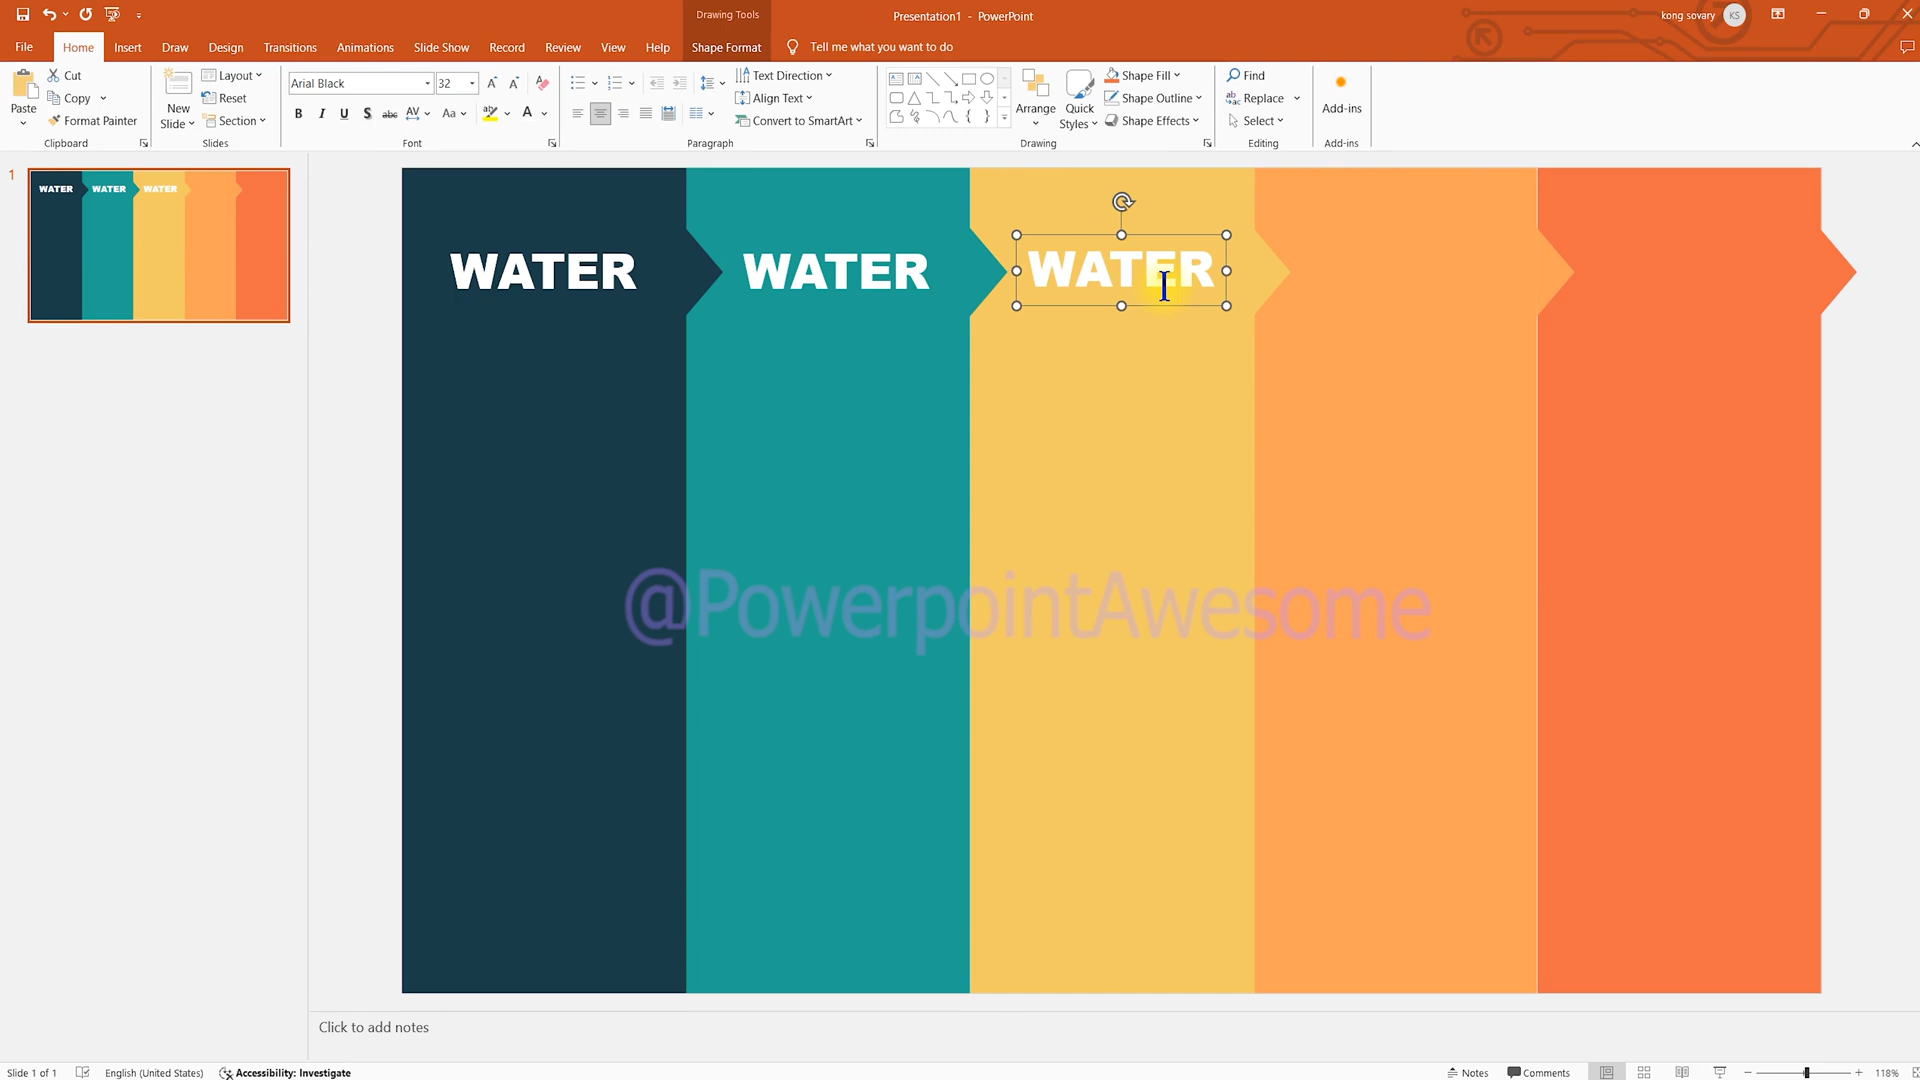 Drawing Tools
Presentation1 - PowerPoint
kong sovary KS
File Home Insert Draw Design Transitions Animations Slide Show Record Review View Help Shape Format Tell me what you want to do
Paste
Cut
Copy
Format Painter
Clipboard
New Slide
Layout
Reset
Section
Slides
Arial Black 32
B I U S abc AV Aa A
Font
Text Direction
Align Text
Convert to SmartArt
Paragraph
Arrange
Quick Styles
Shape Fill
Shape Outline
Shape Effects
Drawing
Find
Replace
Select
Editing
Add-ins
Add-ins
1
WATER WATER WATER
WATER WATER WATER
@PowerpointAwesome
Click to add notes
Slide 1 of 1 English (United States) Accessibility: Investigate Notes Comments 118%